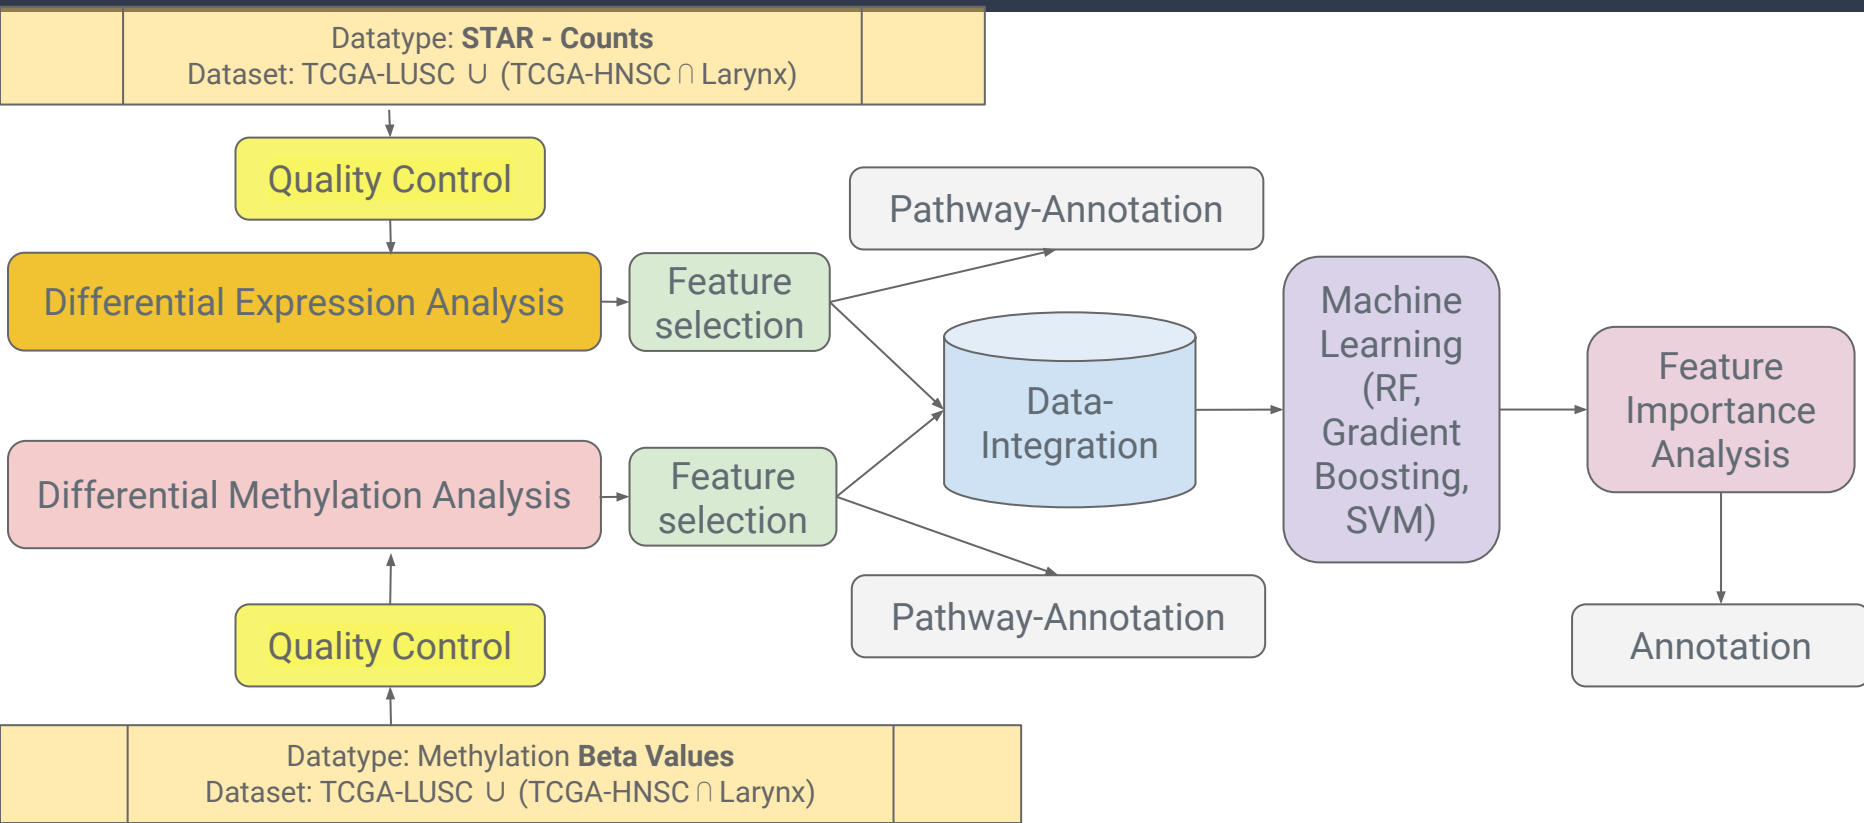 Datatype: STAR - Counts
Dataset: TCGA-LUSC ∪ (TCGA-HNSC ∩ Larynx)
Quality Control
Pathway-Annotation
Differential Expression Analysis
Feature
selection
Machine
Learning
(RF,
Gradient
Boosting,
SVM)
Feature
Importance
Analysis
Data-
Integration
Differential Methylation Analysis
Feature
selection
Pathway-Annotation
Quality Control
Annotation
Datatype: Methylation Beta Values
Dataset: TCGA-LUSC ∪ (TCGA-HNSC ∩ Larynx)